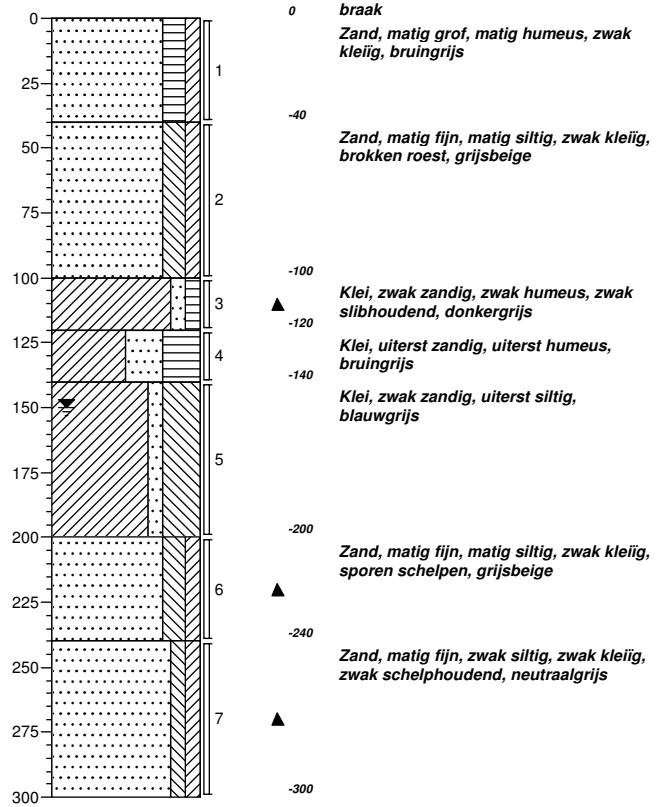 0
braak
0
Zand, matig grof, matig humeus, zwak
kleiïg, bruingrijs
1
25
-40
50
Zand, matig fijn, matig siltig, zwak kleiïg,
brokken roest, grijsbeige
2
75
100
-100
3
Klei, zwak zandig, zwak humeus, zwak
slibhoudend, donkergrijs
-120
125
4
Klei, uiterst zandig, uiterst humeus,
bruingrijs
-140
150
Klei, zwak zandig, uiterst siltig,
blauwgrijs
5
175
200
-200
6
Zand, matig fijn, matig siltig, zwak kleiïg,
sporen schelpen, grijsbeige
225
-240
250
Zand, matig fijn, zwak siltig, zwak kleiïg,
zwak schelphoudend, neutraalgrijs
7
275
300
-300